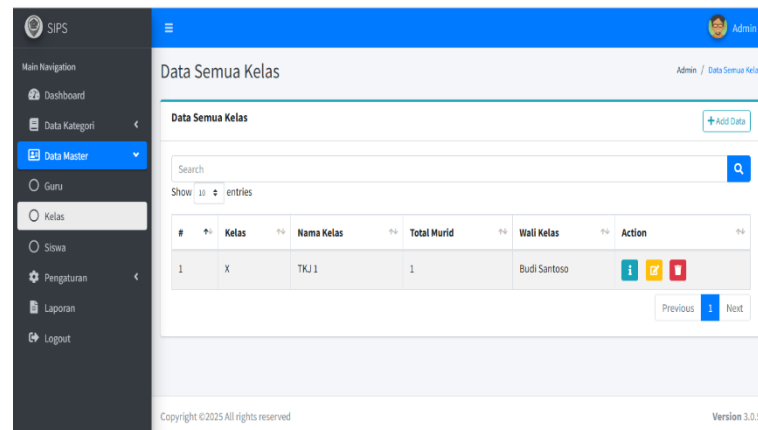 SIPS
Admin
Main Navigation
Dashboard
Data Kategori
Data Master
Guru
Kelas
Siswa
Pengaturan
Laporan
Logout
Data Semua Kelas
Admin / Data Semua Kela
Data Semua Kelas
+Add Data
Search
Show 10 entries
# Kelas Nama Kelas Total Murid Wali Kelas Action
1 X TKJ 1 1 Budi Santoso
Previous 1 Next
Copyright ©2025 All rights reserved
Version 3.0.